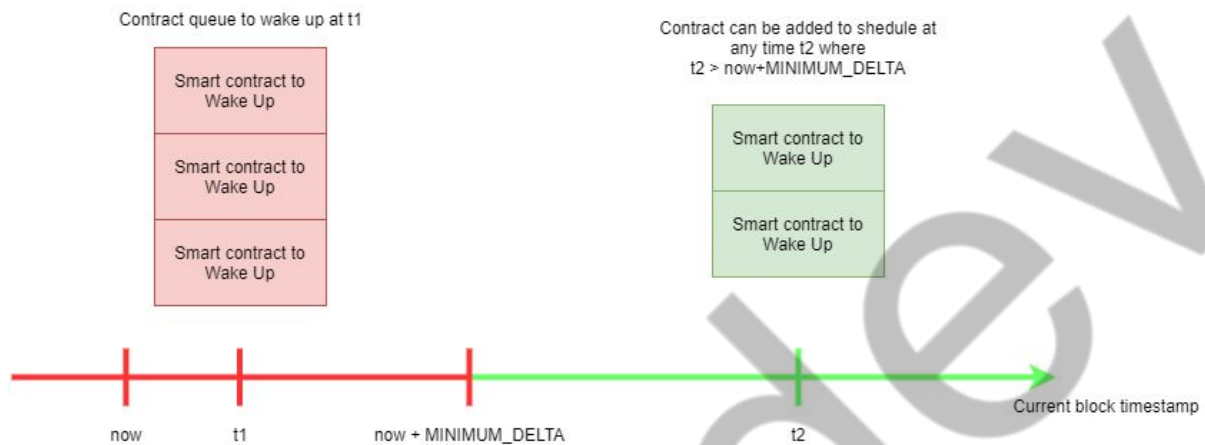 Contract queue to wake up at t1
Contract can be added to shedule at
any time t2 where
t2 > now+MINIMUM_DELTA
Smart contract to
Wake Up
Smart contract to
Wake Up
Smart contract to
Wake Up
Smart contract to
Wake Up
Smart contract to
Wake Up
Current block timestamp
now
t1
now + MINIMUM_DELTA
t2
dev